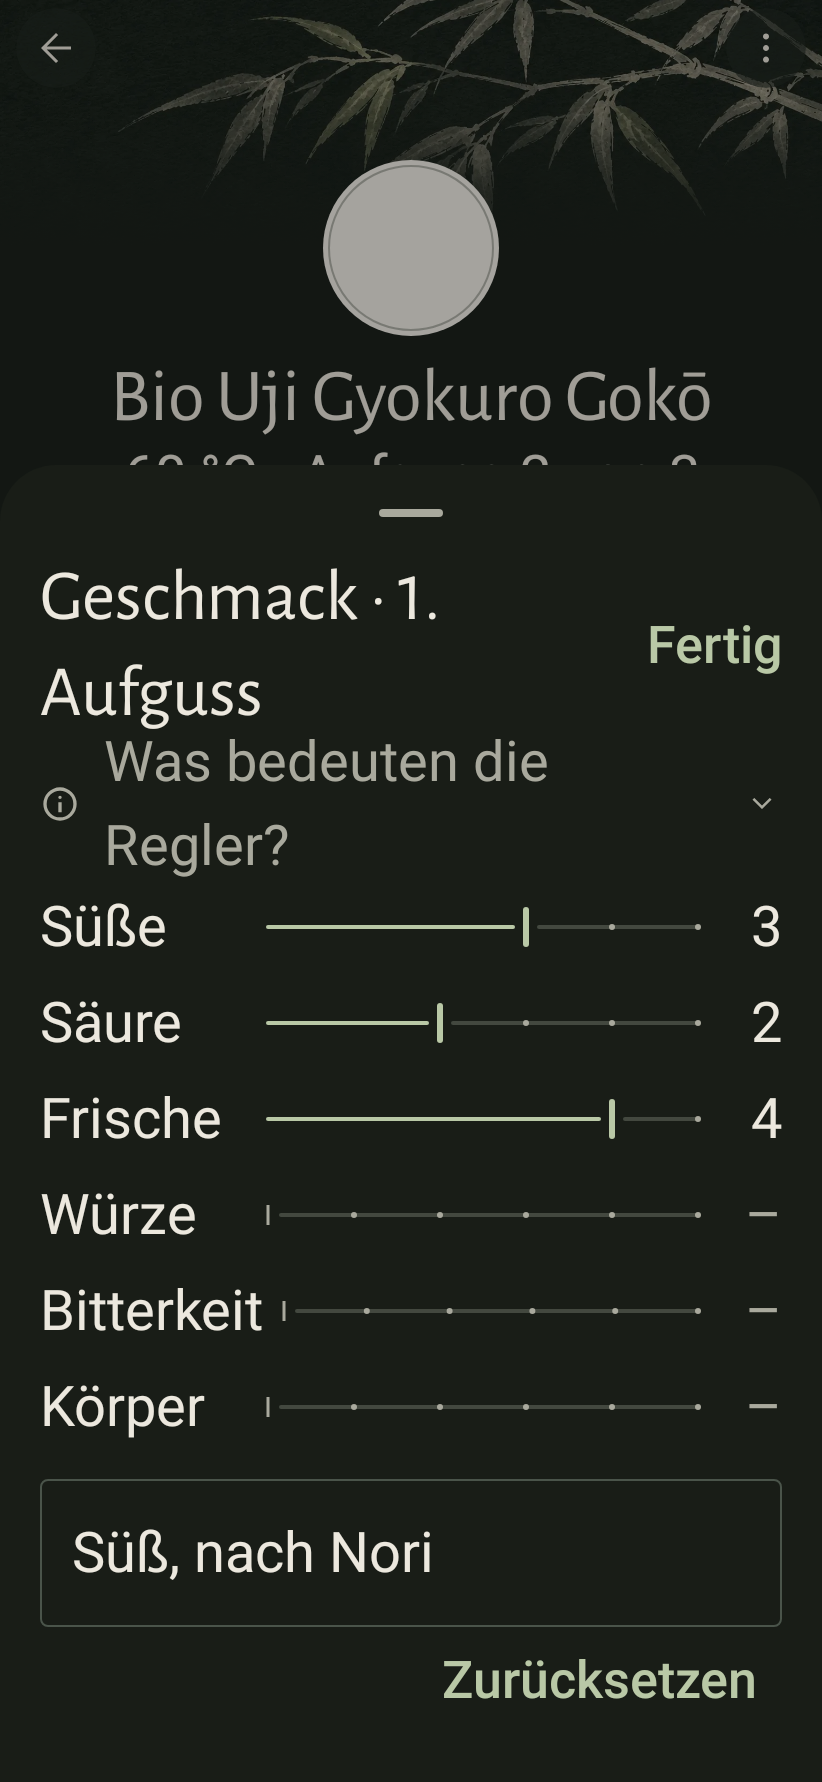 Bio Uji Gyokuro Gokō
Geschmack · 1.
Aufguss
Fertig
Was bedeuten die
Regler?
Süße 3
Säure 2
Frische 4
Würze –
Bitterkeit –
Körper –
Süß, nach Nori
Zurücksetzen